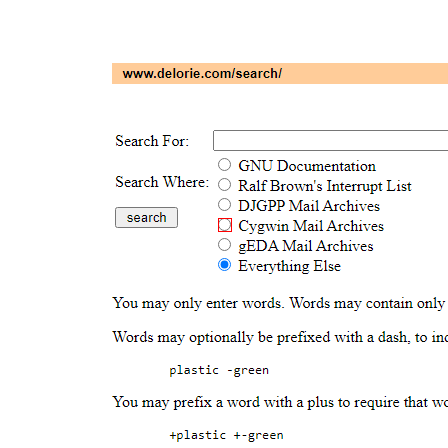 www.delorie.com/search/
Search For:
Search Where:
GNU Documentation
Ralf Brown's Interrupt List
DJGPP Mail Archives
Cygwin Mail Archives
gEDA Mail Archives
Everything Else
search
You may only enter words. Words may contain only
Words may optionally be prefixed with a dash, to
plastic -green
You may prefix a word with a plus to require that
+plastic +-green